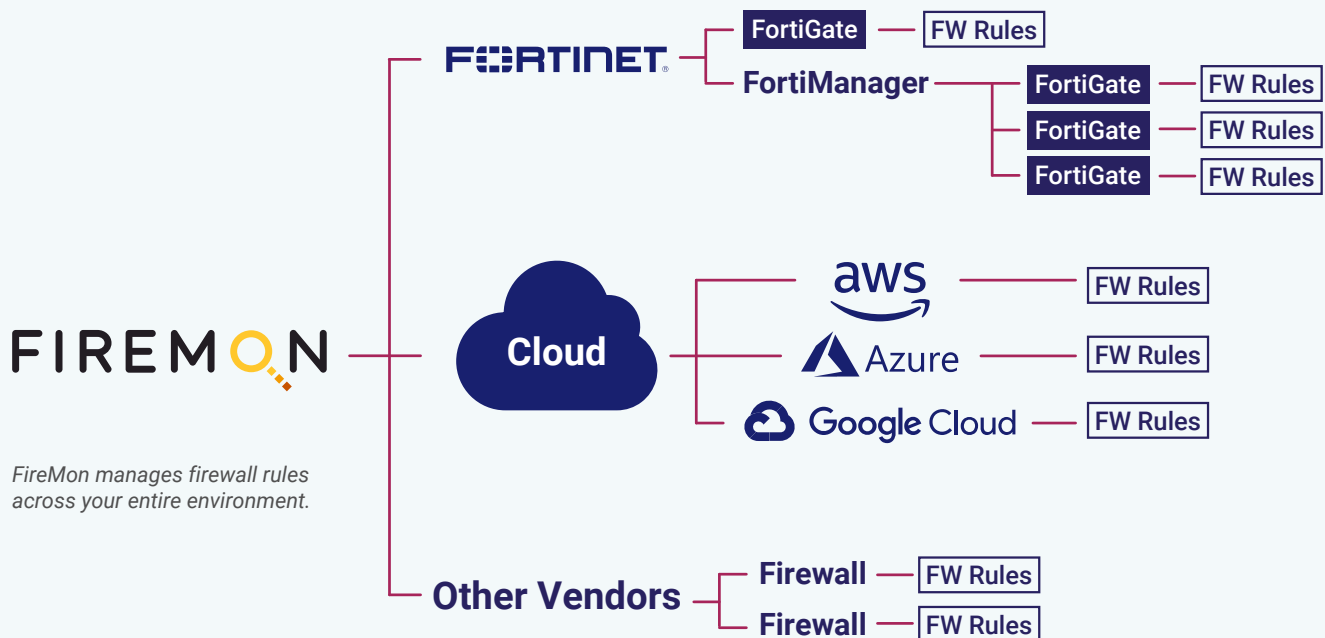 FORTINET®
FortiGate
FW Rules
FortiManager
FortiGate
FW Rules
FortiGate
FW Rules
FortiGate
FW Rules
FIREMON
FireMon manages firewall rules
across your entire environment.
Cloud
aws
FW Rules
Azure
FW Rules
Google Cloud
FW Rules
Other Vendors
Firewall
FW Rules
Firewall
FW Rules